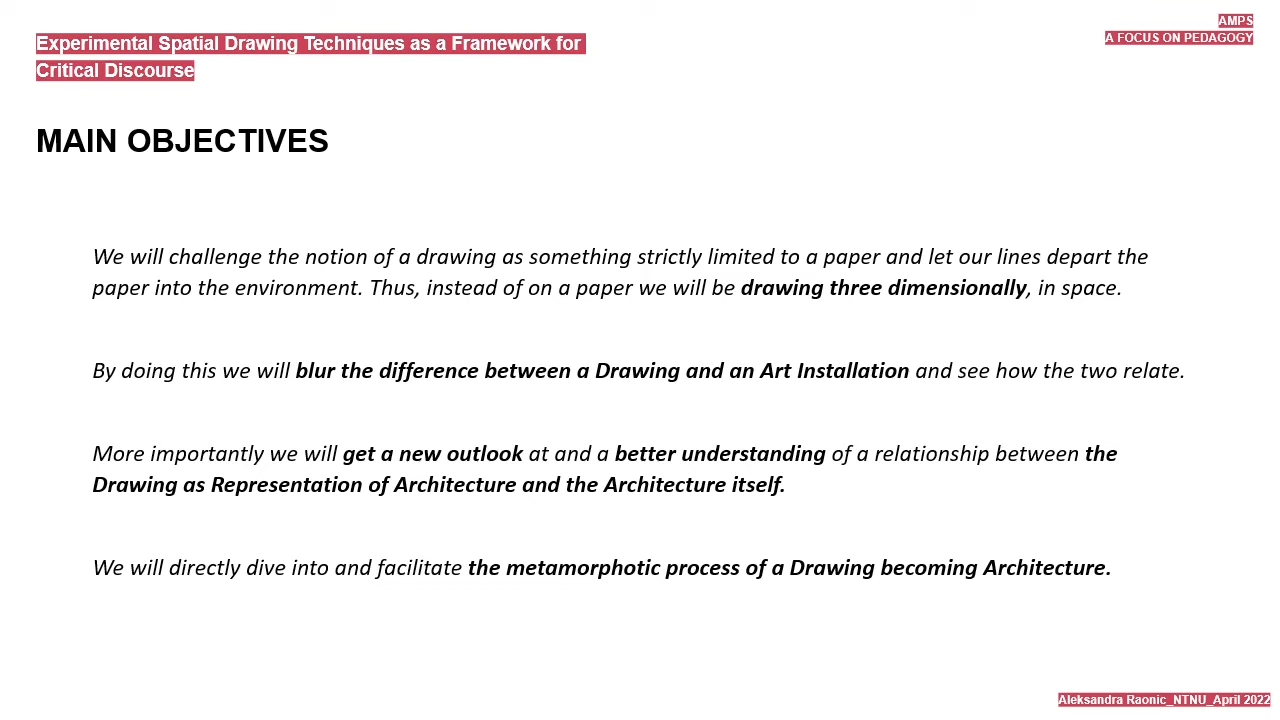 Experimental Spatial Drawing Techniques as a Framework for
Critical Discourse
AMPS
A FOCUS ON PEDAGOGY
MAIN OBJECTIVES
We will challenge the notion of a drawing as something strictly limited to a paper and let our lines depart the
paper into the environment. Thus, instead of on a paper we will be drawing three dimensionally, in space.
By doing this we will blur the difference between a Drawing and an Art Installation and see how the two relate.
More importantly we will get a new outlook at and a better understanding of a relationship between the
Drawing as Representation of Architecture and the Architecture itself.
We will directly dive into and facilitate the metamorphotic process of a Drawing becoming Architecture.
Aleksandra Raonic_NTNU_April 2022